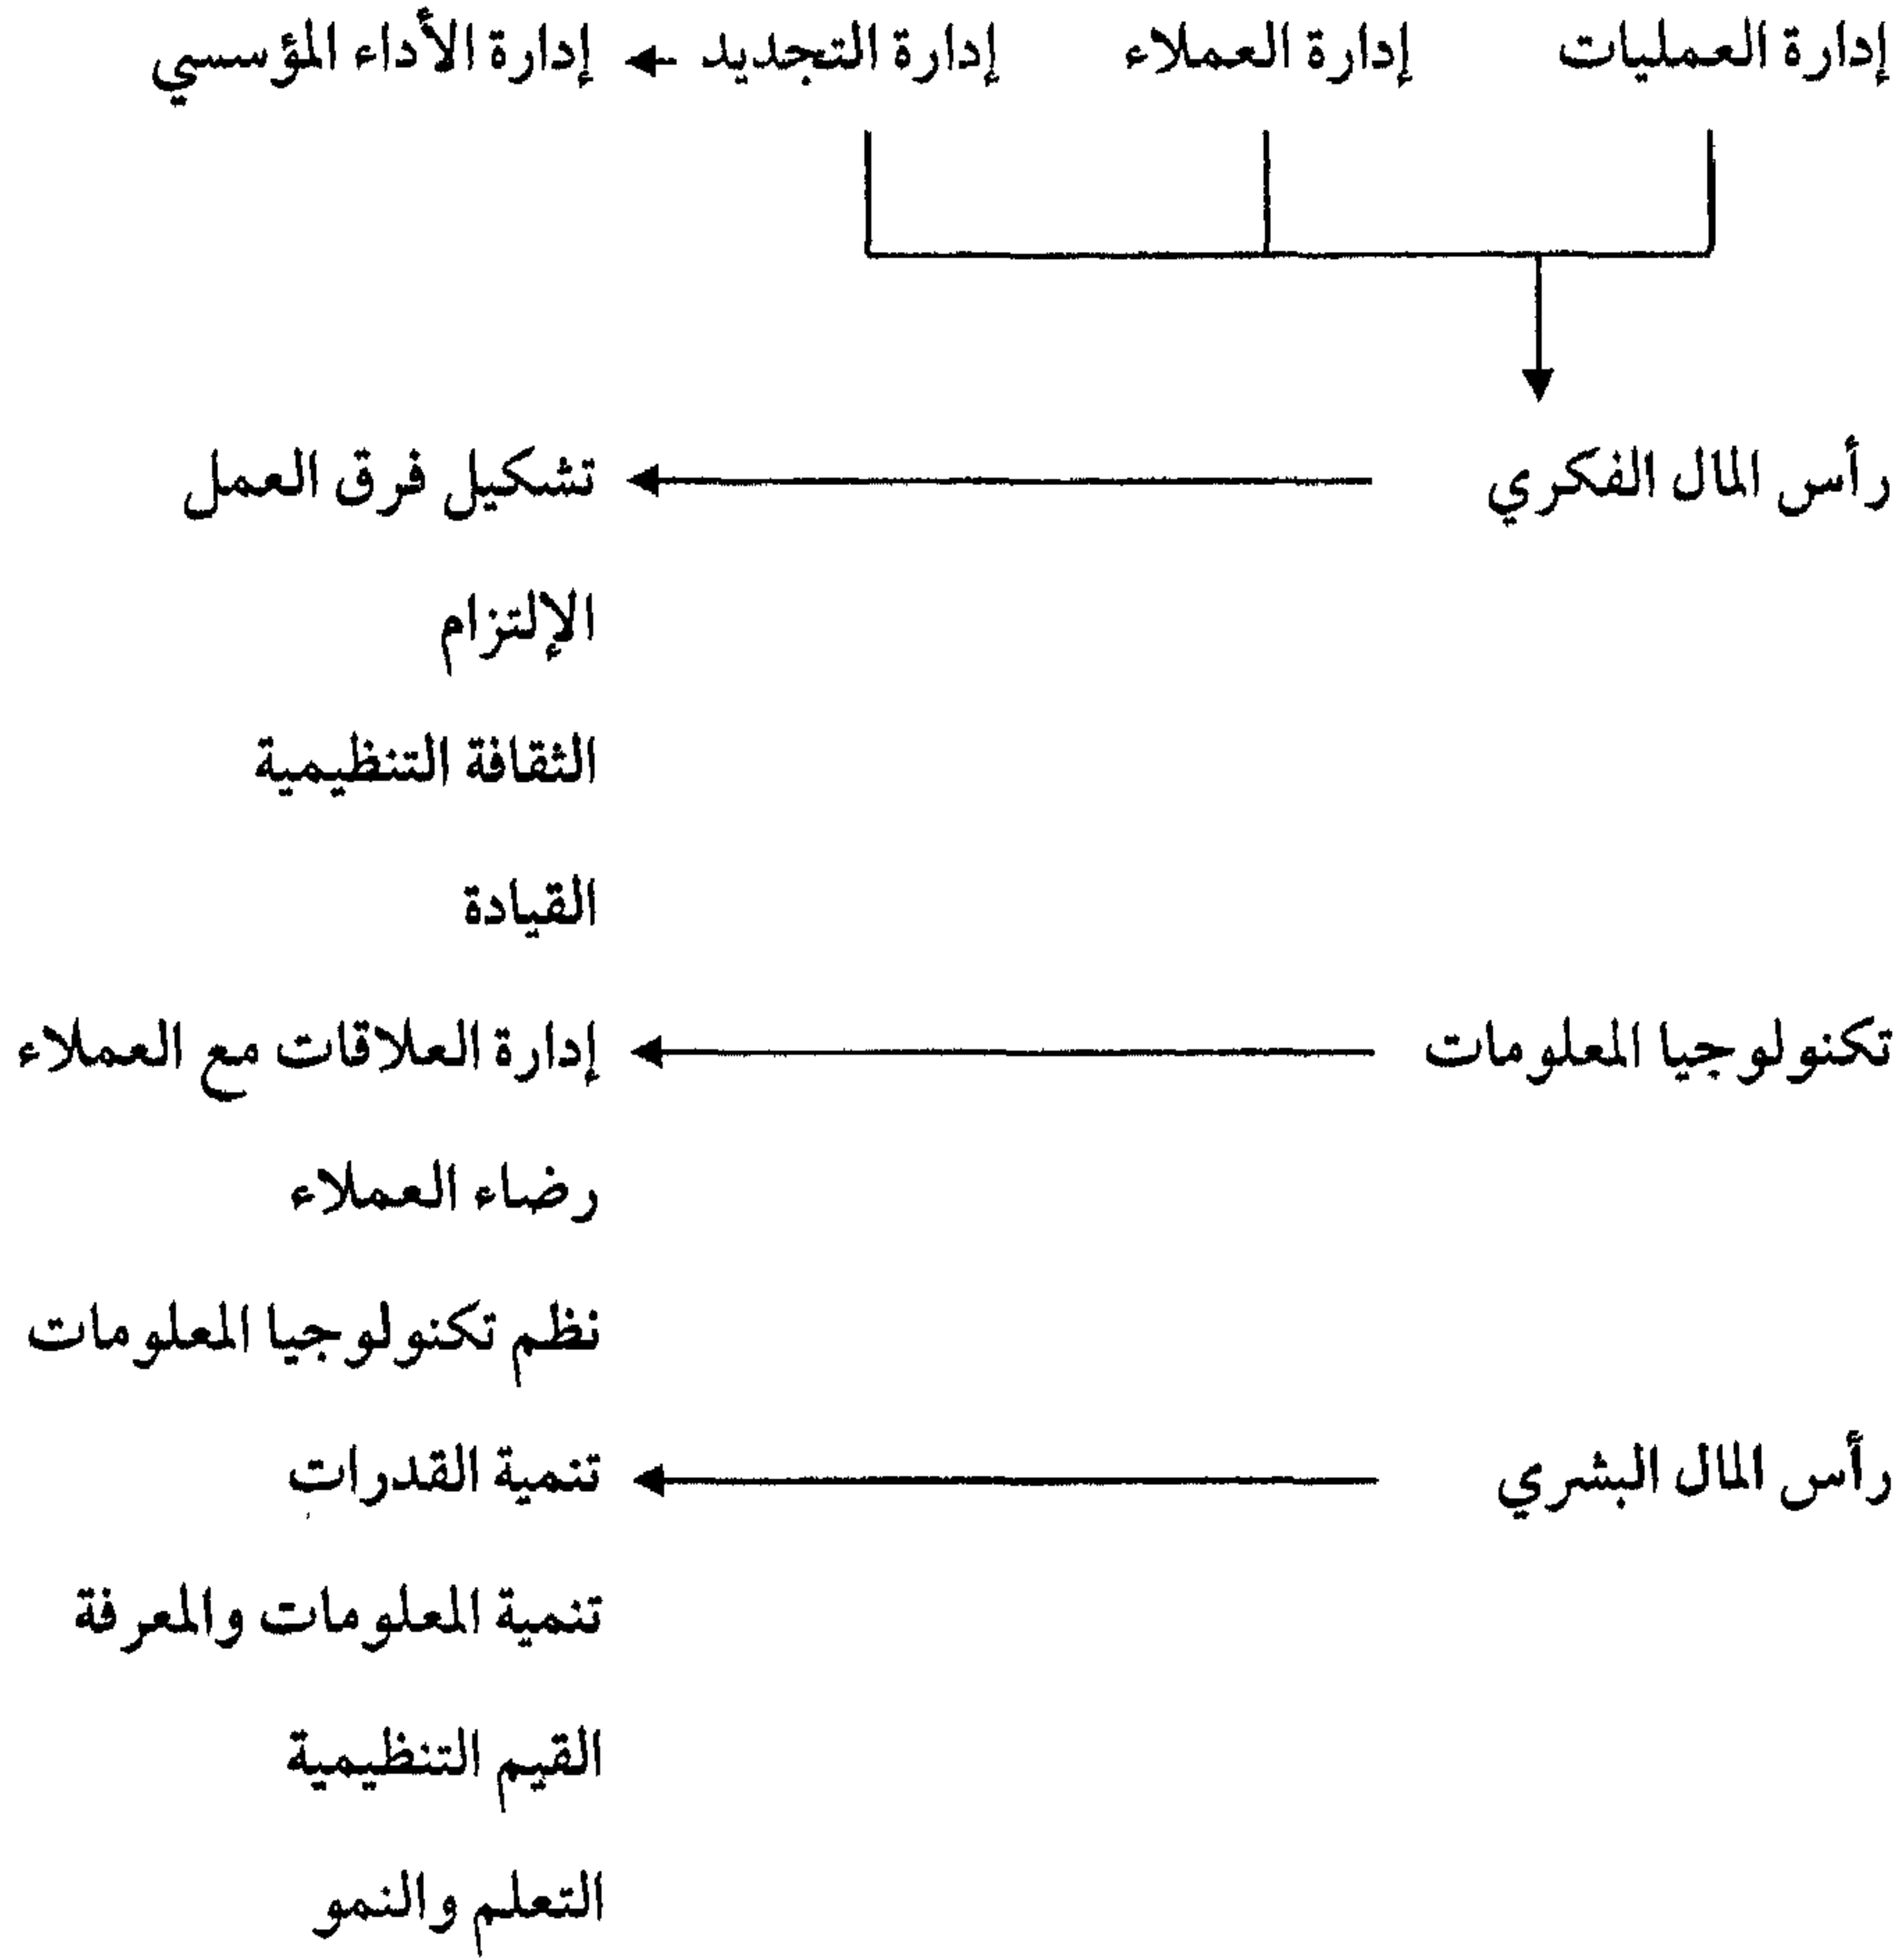 إدارة العمليات إدارة العملاء إدارة التجديد إدارة الأداء المؤسسي
رأس المال الفكري تشكيل فرق العمل
الإلتزام
الثقافة التنظيمية
القيادة
تكنولوجيا المعلومات إدارة العلاقات مع العملاء
رضاء العملاء
نظم تكنولوجيا المعلومات
رأس المال البشري تنمية القدرات
تنمية المعلومات والمعرفة
القيم التنظيمية
التعلم والنمو